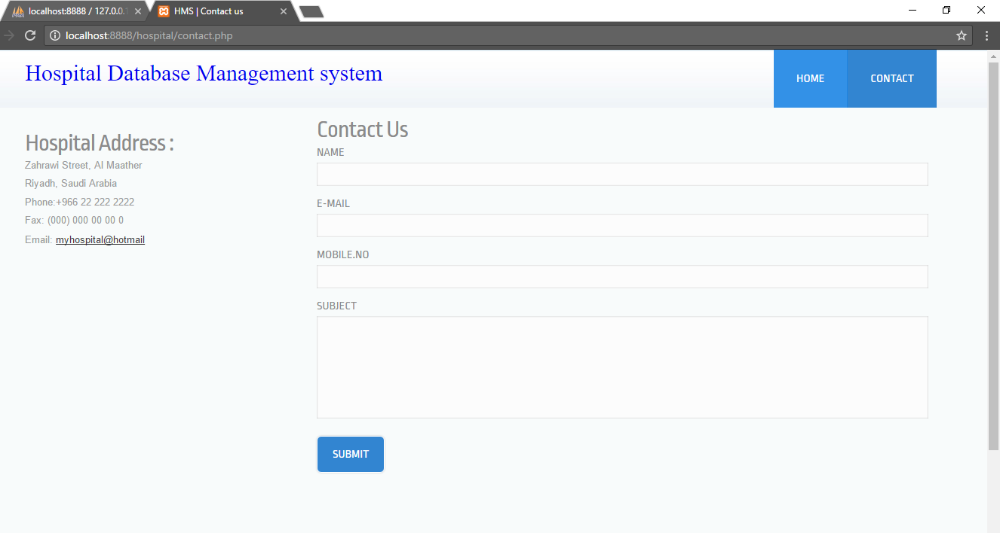 localhost:8888 / 127.0.0.1
HMS | Contact us
localhost:8888/hospital/contact.php
Hospital Database Management system
HOME
CONTACT
Hospital Address :
Zahrawi Street, Al Maather
Riyadh, Saudi Arabia
Phone:+966 22 222 2222
Fax: (000) 000 00 00 0
Email: myhospital@hotmail
Contact Us
NAME
E-MAIL
MOBILE.NO
SUBJECT
SUBMIT